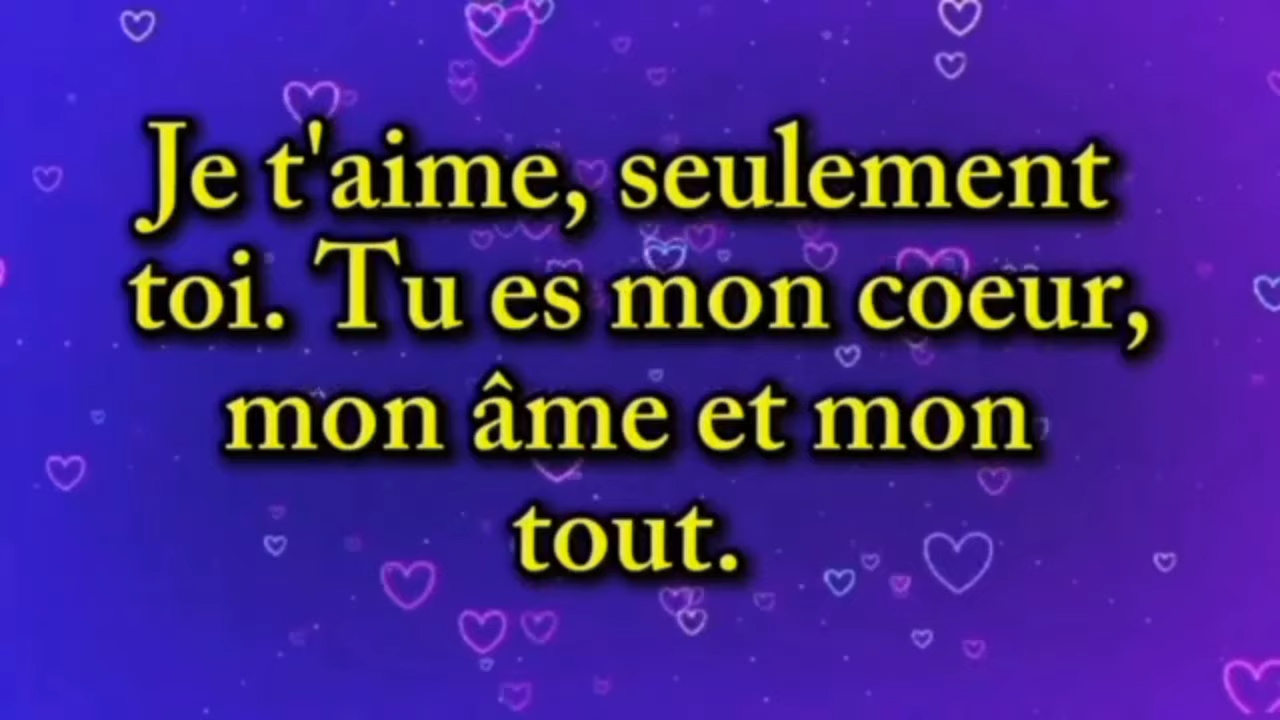 Je t'aime, seulement
toi. Tu es mon coeur,
mon âme et mon
tout.